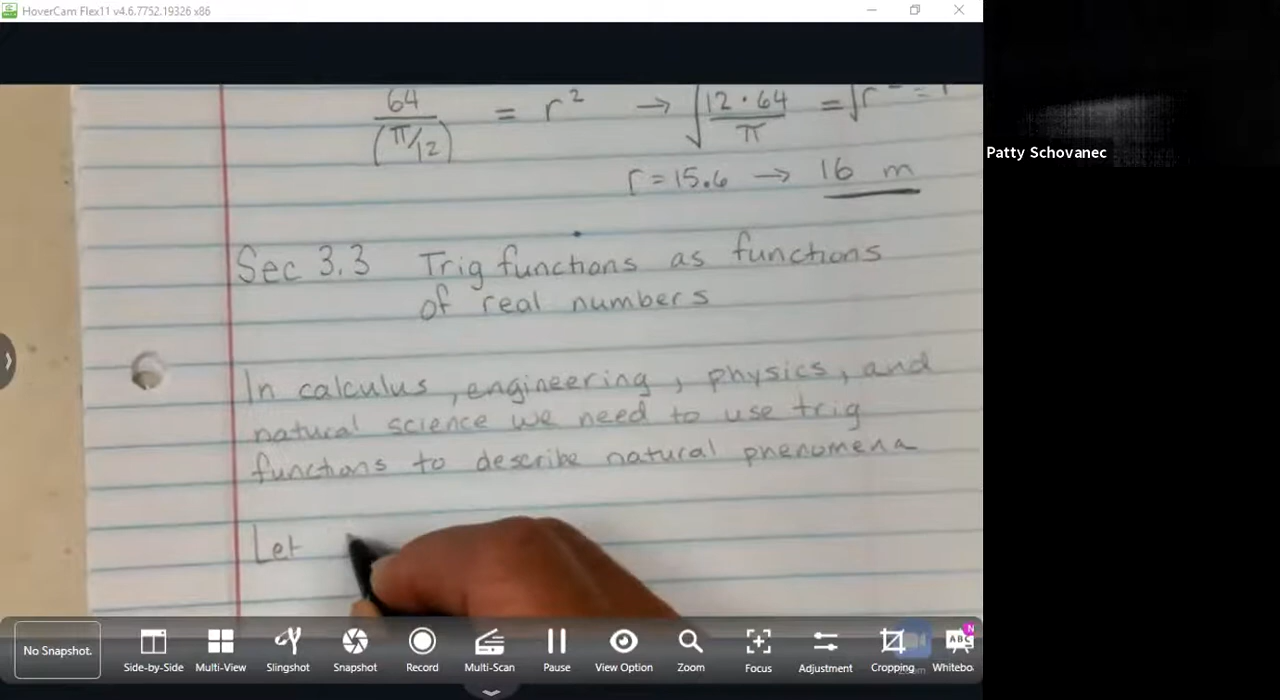 HoverCam Flex11 v4.6.7752.19326 x86
64/(π/12) = r² → √(12 · 64/π) = √r² = r
r = 15.6 → 16 m
Patty Schovanec
Sec 3.3 Trig functions as functions
of real numbers
In calculus, engineering, physics, and
natural science we need to use trig
functions to describe natural phenomena
Let
No Snapshot.
Side-by-Side Multi-View Slingshot Snapshot Record Multi-Scan Pause View Option Zoom Focus Adjustment Cropping Whitebo
ABC
N